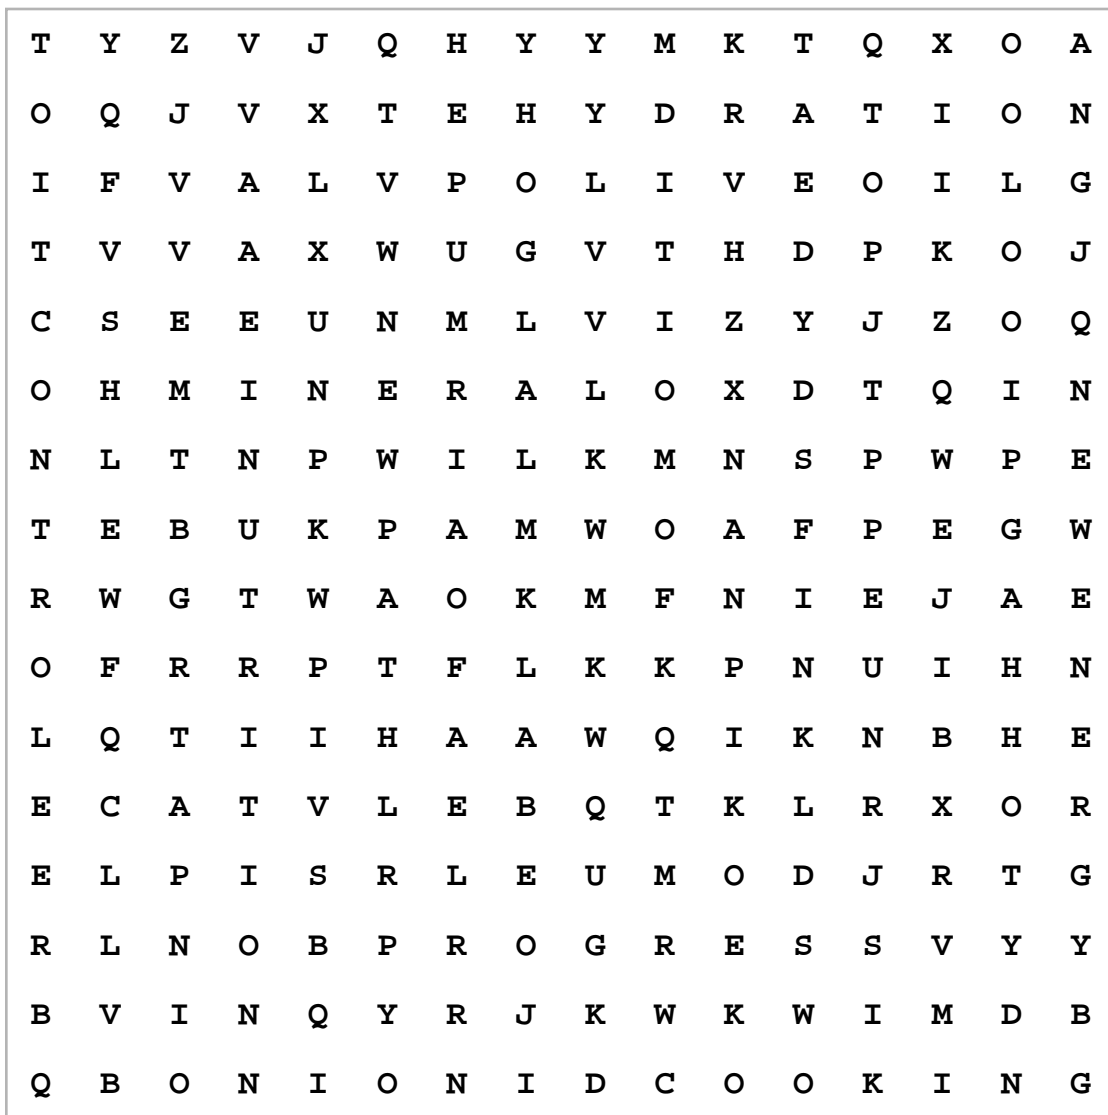 T Y Z V J Q H Y Y M K T Q X O A
O Q J V X T E H Y D R A T I O N
I F V A L V P O L I V E O I L G
T V V A X W U G V T H D P K O J
C S E E U N M L V I Z Y J Z O Q
O H M I N E R A L O X D T Q I N
N L T N P W I L K M N S P W P E
T E B U K P A M W O A F P E G W
R W G T W A O K M F N I E J A E
O F R R P T F L K K P N U I H N
L Q T I I H A A W Q I K N B H E
E C A T V L E B Q T K L R X O R
E L P I S R L E U M O D J R T G
R L N O B P R O G R E S S V Y Y
B V I N Q Y R J K W K W I M D B
Q B O N I O N I D C O O K I N G